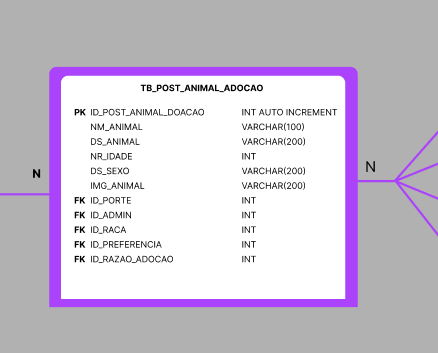 TB_POST_ANIMAL_ADOCAO
PK ID_POST_ANIMAL_DOACAO INT AUTO INCREMENT
NM_ANIMAL VARCHAR(100)
DS_ANIMAL VARCHAR(200)
NR_IDADE INT
DS_SEXO VARCHAR(200)
IMG_ANIMAL VARCHAR(200)
FK ID_PORTE INT
FK ID_ADMIN INT
FK ID_RACA INT
FK ID_PREFERENCIA INT
FK ID_RAZAO_ADOCAO INT
N
N